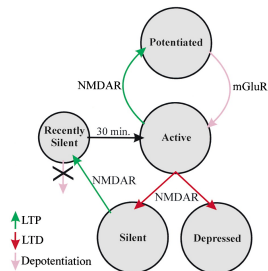 Potentiated
NMDAR
mGluR
Recently
Silent
30 min.
Active
NMDAR
NMDAR
Silent
Depressed
LTP
LTD
Depotentiation